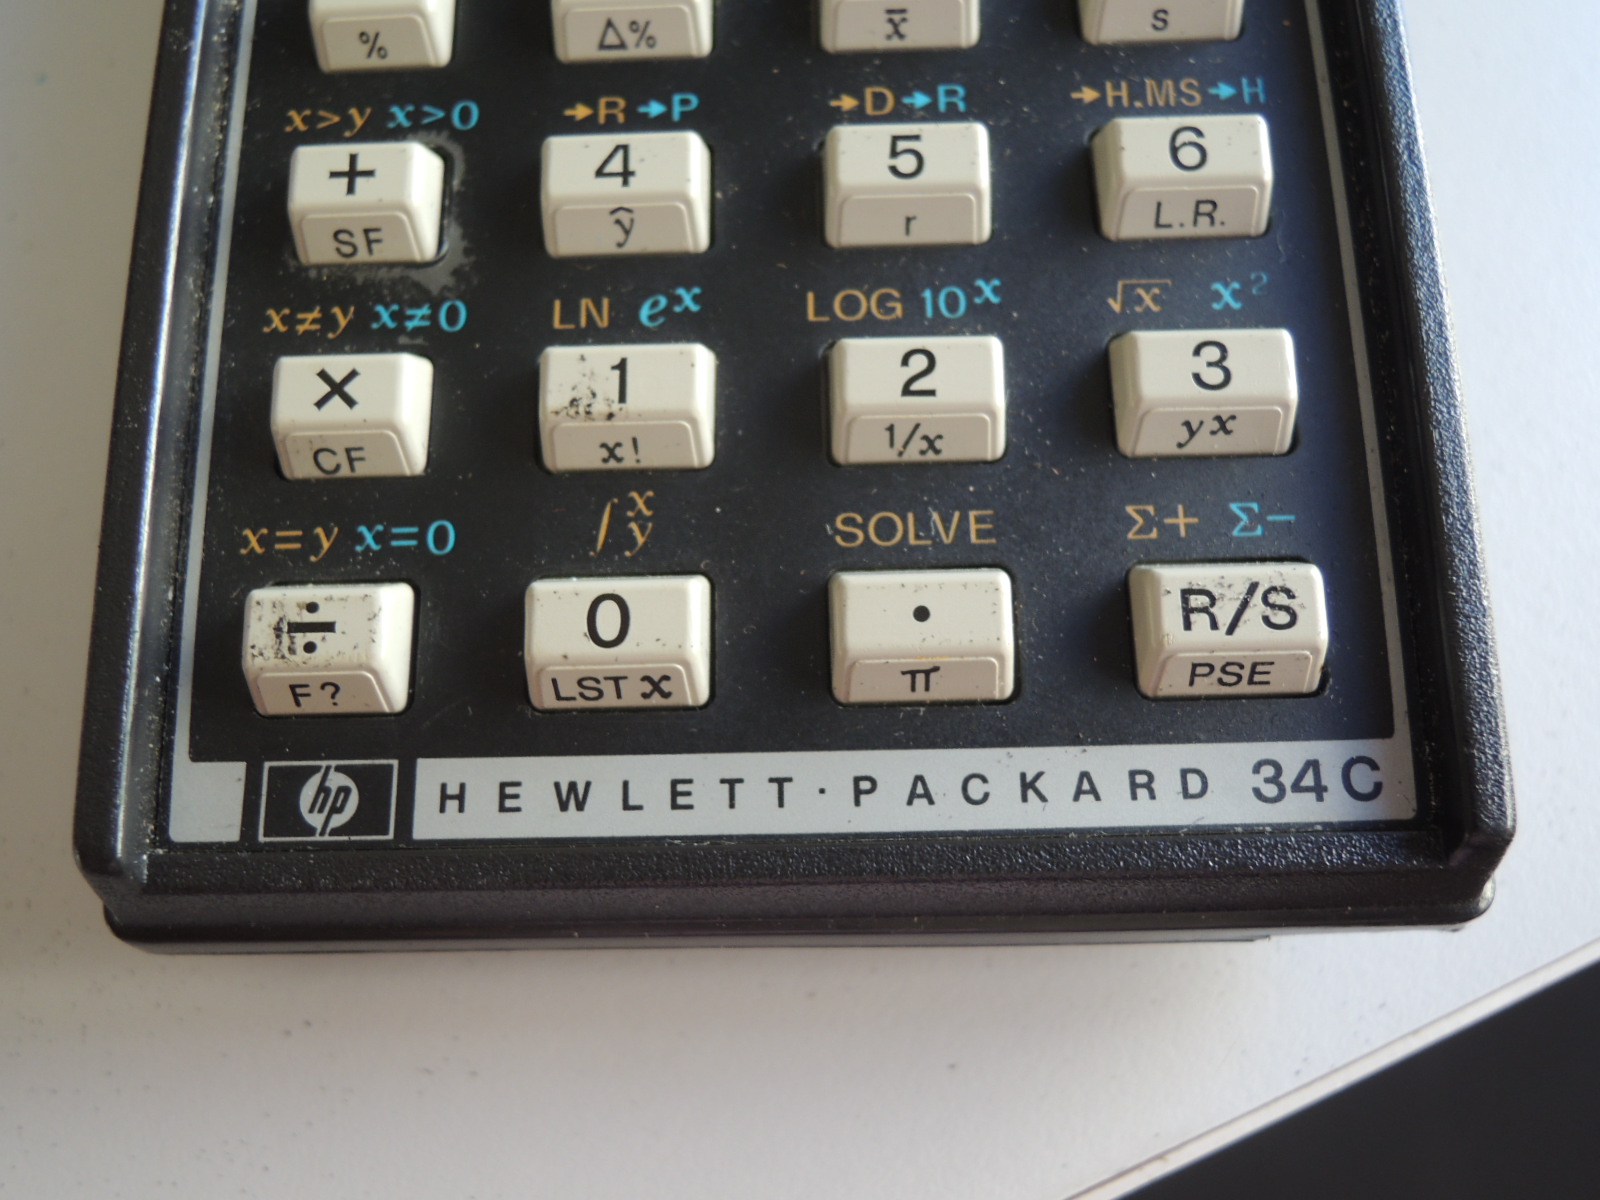 % Δ% x̄ s
x>y x>0 →R →P →D →R →H.MS →H
+ 4 5 6
SF ŷ r L.R.
x≠y x≠0 LN eˣ LOG 10ˣ √x x²
× 1 2 3
CF x! 1/x yˣ
x=y x=0 ∫ x y SOLVE Σ+ Σ−
÷ 0 · R/S
F? LST x π PSE
hp HEWLETT·PACKARD 34C